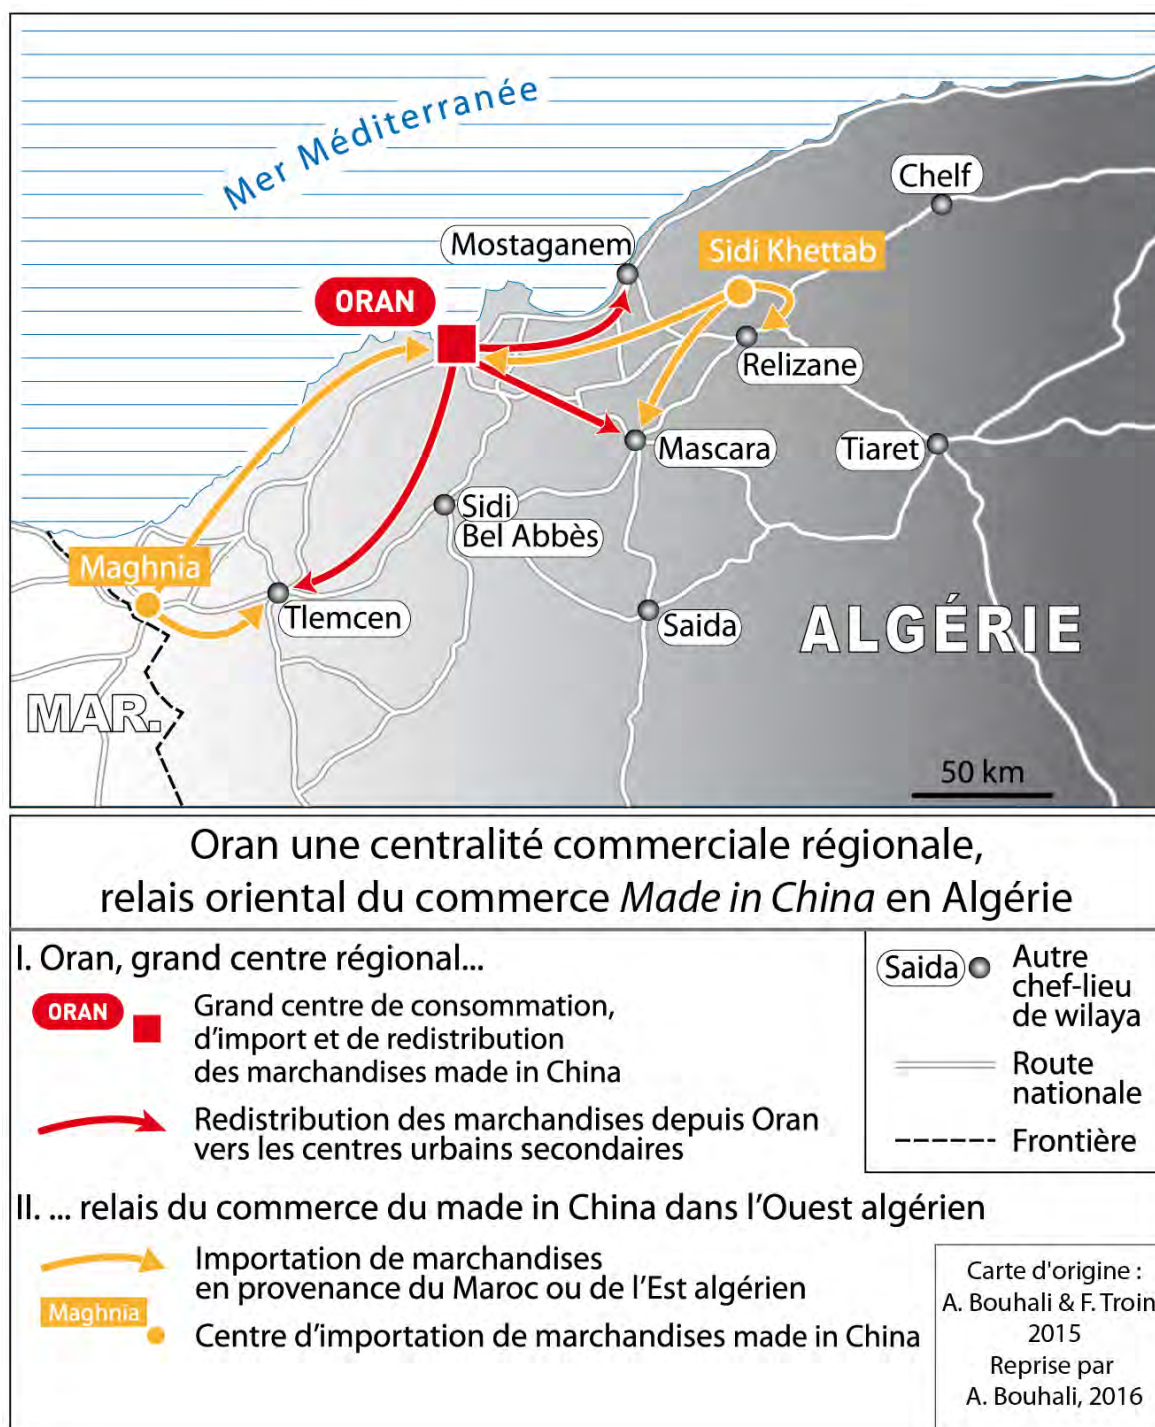 Mer Méditerranée
Chelf
Mostaganem
Sidi Khettab
ORAN
Relizane
Mascara
Tiaret
Sidi
Bel Abbès
Maghnia
Tlemcen
Saida
ALGÉRIE
MAR.
50 km
Oran une centralité commerciale régionale,
relais oriental du commerce Made in China en Algérie
I. Oran, grand centre régional...
ORAN
Grand centre de consommation,
d'import et de redistribution
des marchandises made in China
Redistribution des marchandises depuis Oran
vers les centres urbains secondaires
Saida
Autre
chef-lieu
de wilaya
Route
nationale
Frontière
II. ... relais du commerce du made in China dans l'Ouest algérien
Importation de marchandises
en provenance du Maroc ou de l'Est algérien
Maghnia
Centre d'importation de marchandises made in China
Carte d'origine :
A. Bouhali & F. Troin
2015
Reprise par
A. Bouhali, 2016